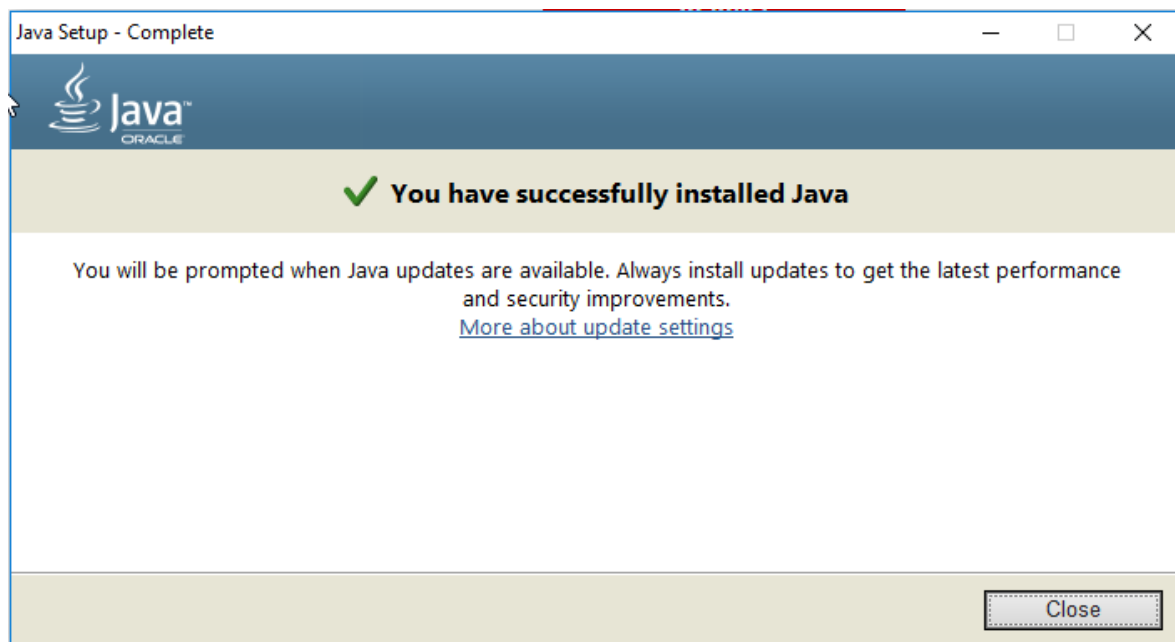 Java Setup - Complete
Java™
ORACLE
You have successfully installed Java
You will be prompted when Java updates are available. Always install updates to get the latest performance
and security improvements.
More about update settings
Close